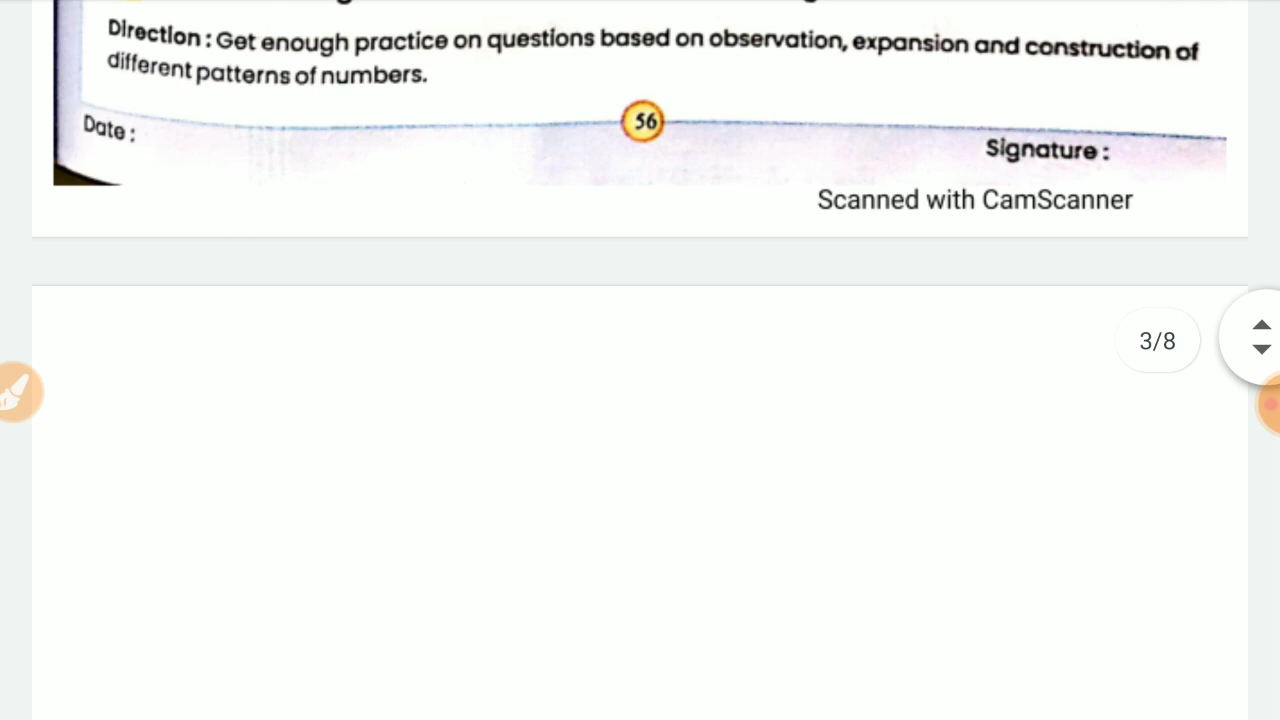 Direction : Get enough practice on questions based on observation, expansion and construction of
different patterns of numbers.
Date :
56
Signature :
Scanned with CamScanner
3/8